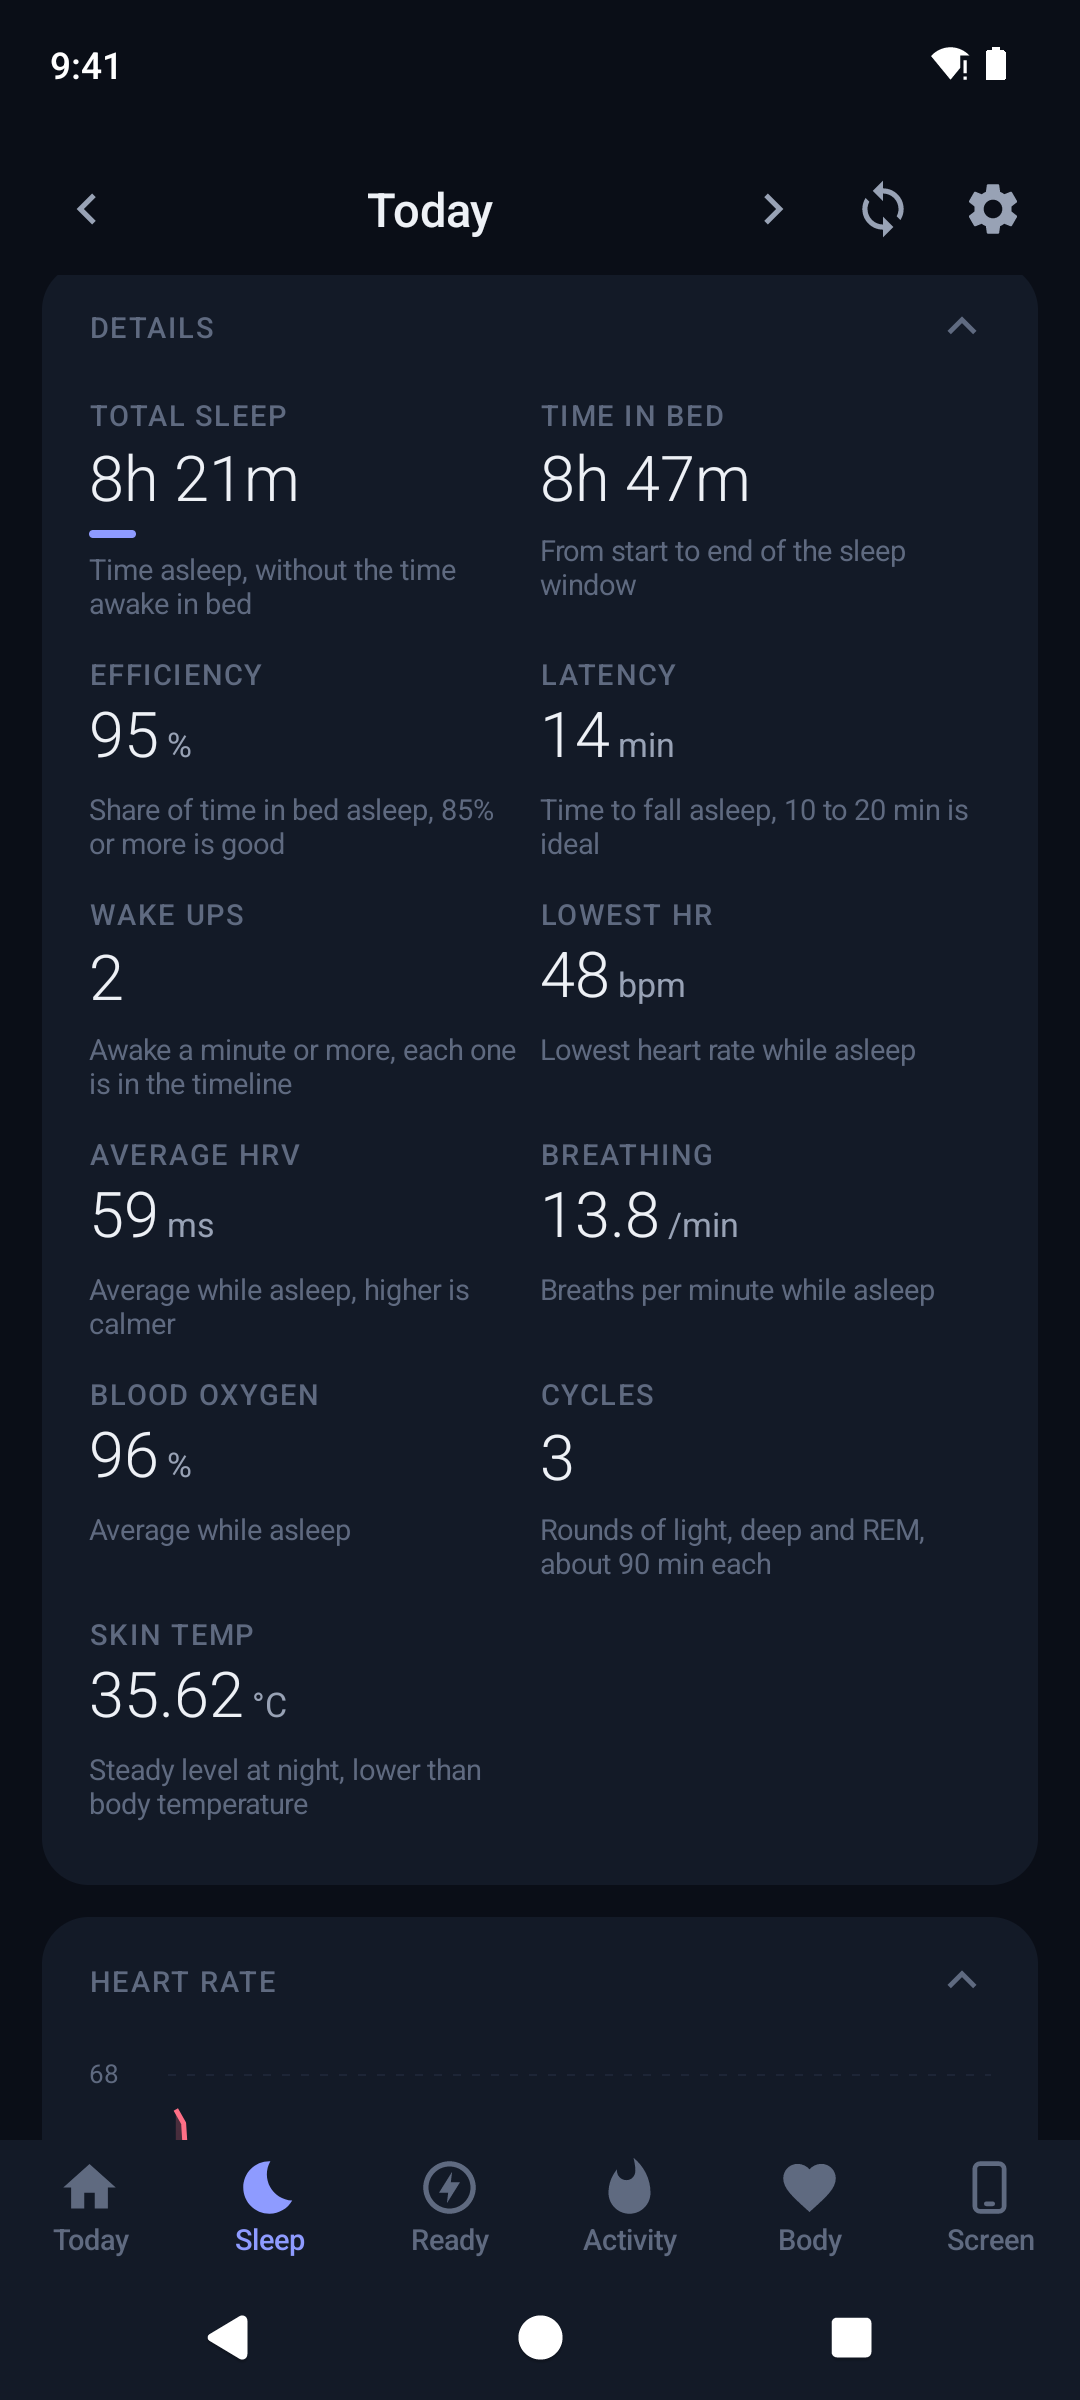 9:41
Today
DETAILS
TOTAL SLEEP
8h 21m
Time asleep, without the time
awake in bed
TIME IN BED
8h 47m
From start to end of the sleep
window
EFFICIENCY
95 %
Share of time in bed asleep, 85%
or more is good
LATENCY
14 min
Time to fall asleep, 10 to 20 min is
ideal
WAKE UPS
2
Awake a minute or more, each one
is in the timeline
LOWEST HR
48 bpm
Lowest heart rate while asleep
AVERAGE HRV
59 ms
Average while asleep, higher is
calmer
BREATHING
13.8 /min
Breaths per minute while asleep
BLOOD OXYGEN
96 %
Average while asleep
CYCLES
3
Rounds of light, deep and REM,
about 90 min each
SKIN TEMP
35.62 °C
Steady level at night, lower than
body temperature
HEART RATE
68
Today
Sleep
Ready
Activity
Body
Screen